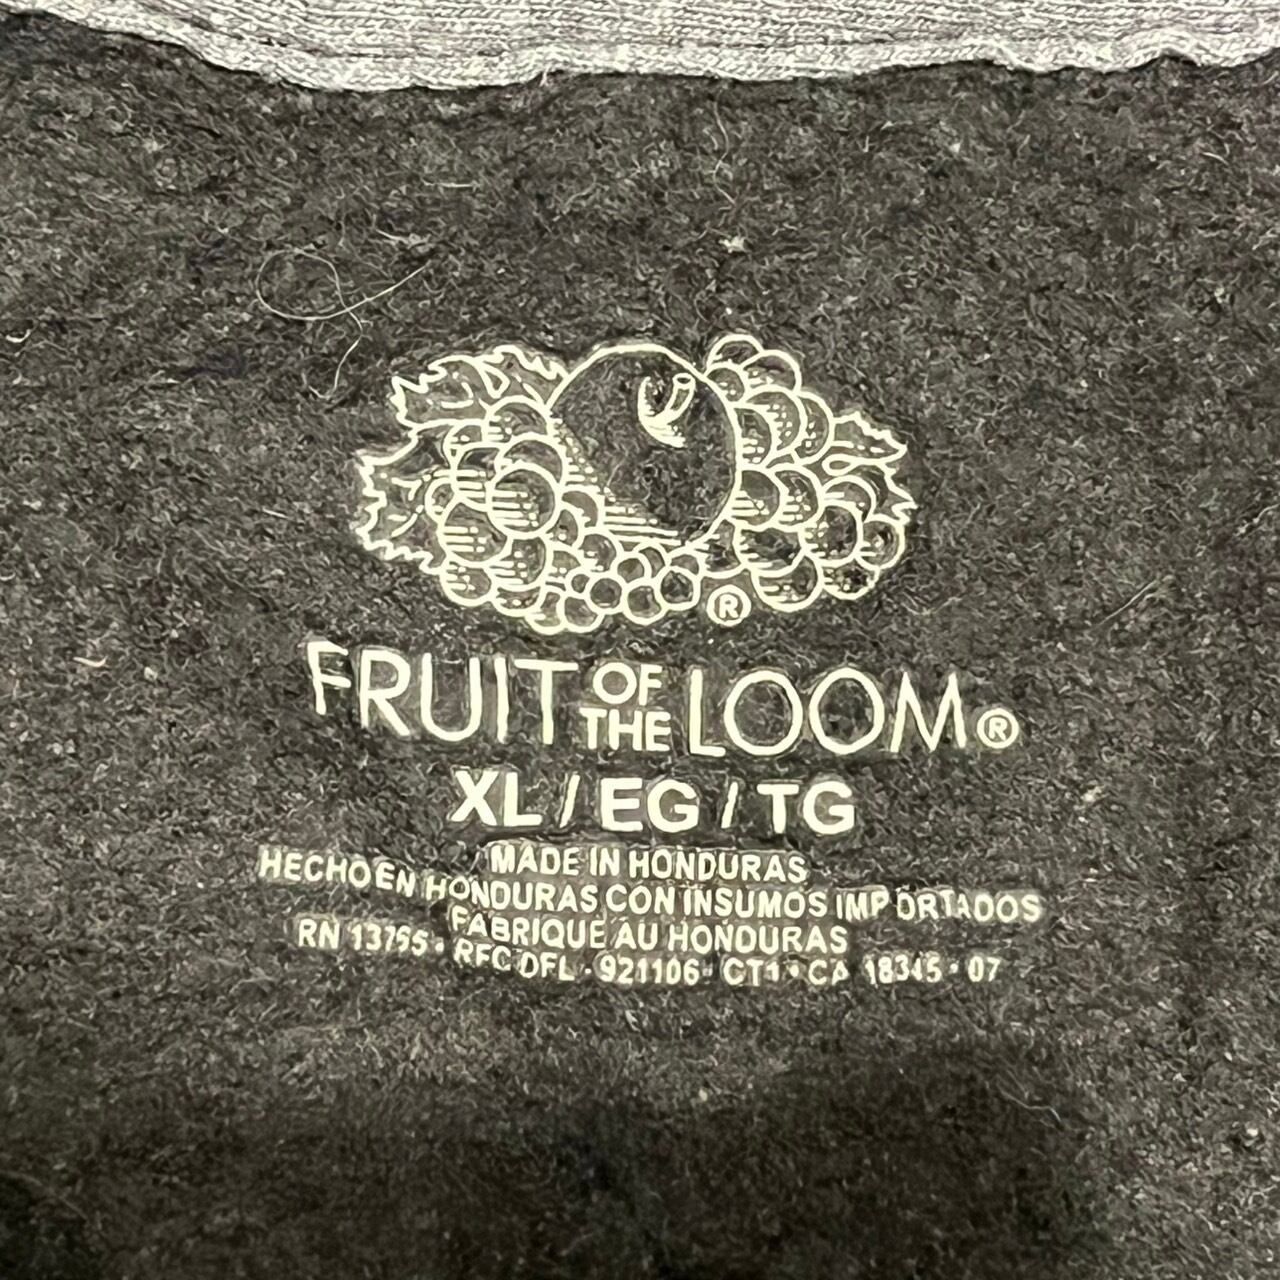 ®
FRUIT OF THE LOOM®
XL / EG / TG
MADE IN HONDURAS
HECHO EN HONDURAS CON INSUMOS IMPORTADOS
FABRIQUE AU HONDURAS
RN 13765 • RFC DFL - 921106 - CT1 • CA 18345 • 07